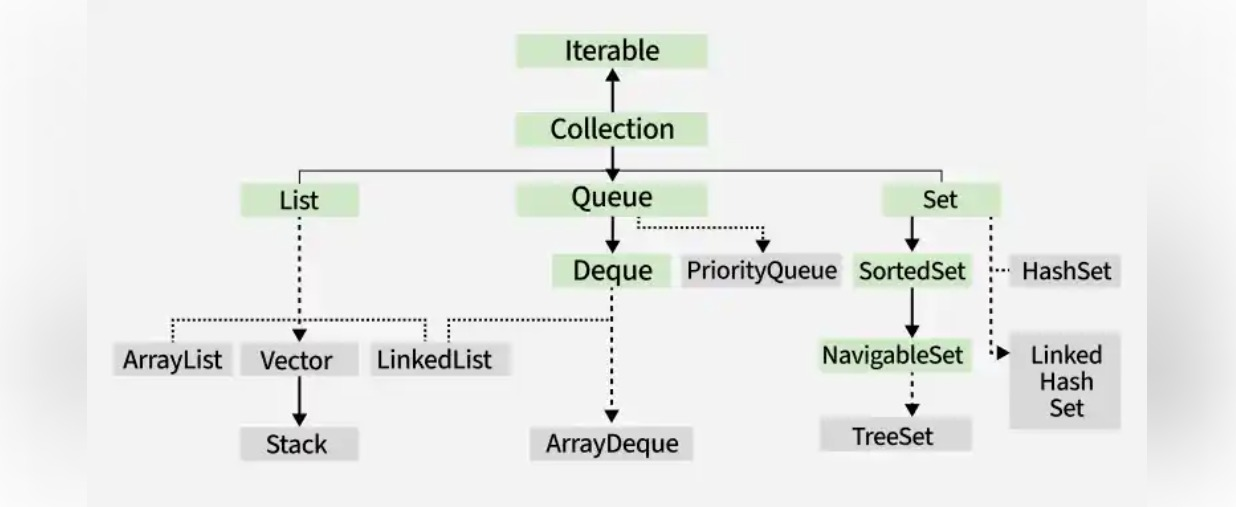 Iterable
Collection
List
Queue
Set
Deque
PriorityQueue
SortedSet
HashSet
ArrayList
Vector
LinkedList
NavigableSet
Linked
Hash
Set
Stack
ArrayDeque
TreeSet